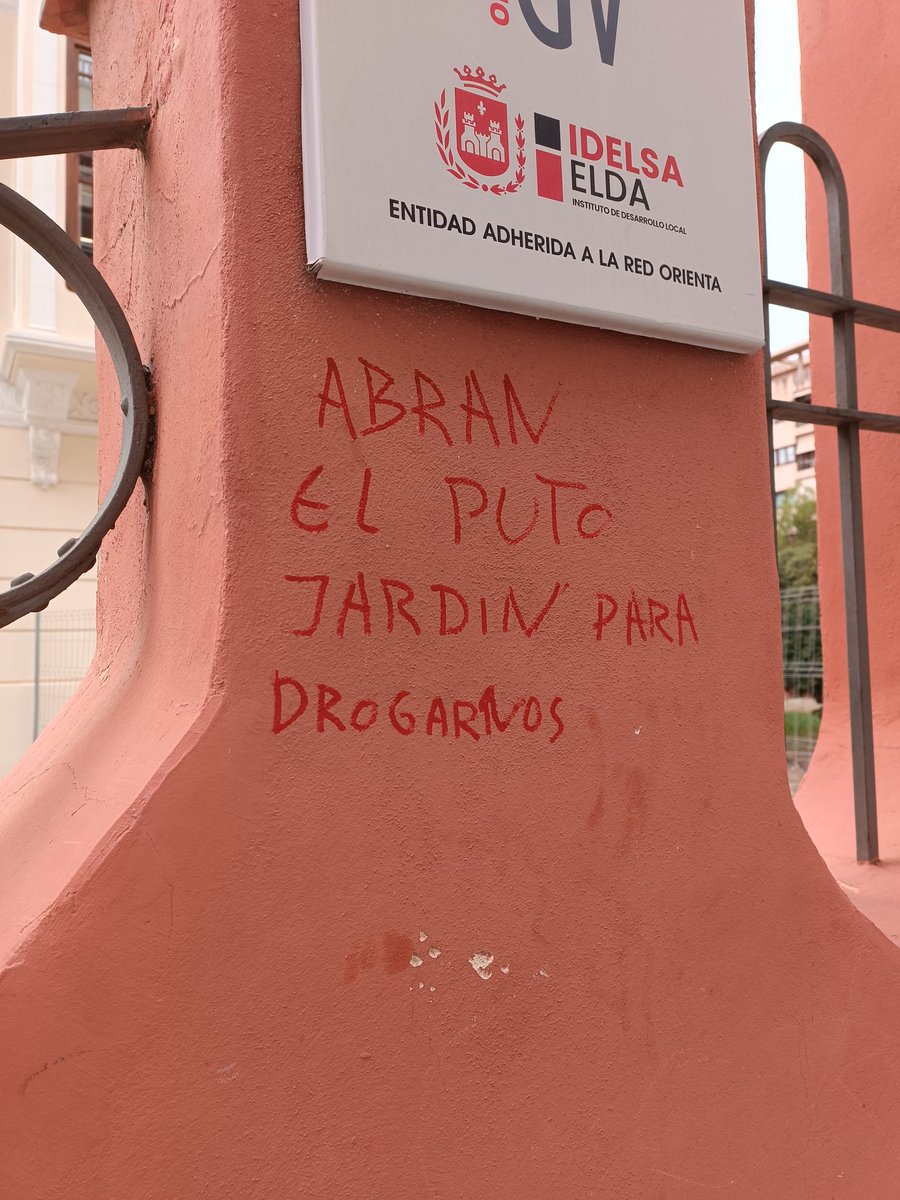 IDELSA
ELDA
INSTITUTO DE DESARROLLO LOCAL
ENTIDAD ADHERIDA A LA RED ORIENTA
ABRAN
EL PUTO
JARDIN PARA
DROGARNOS